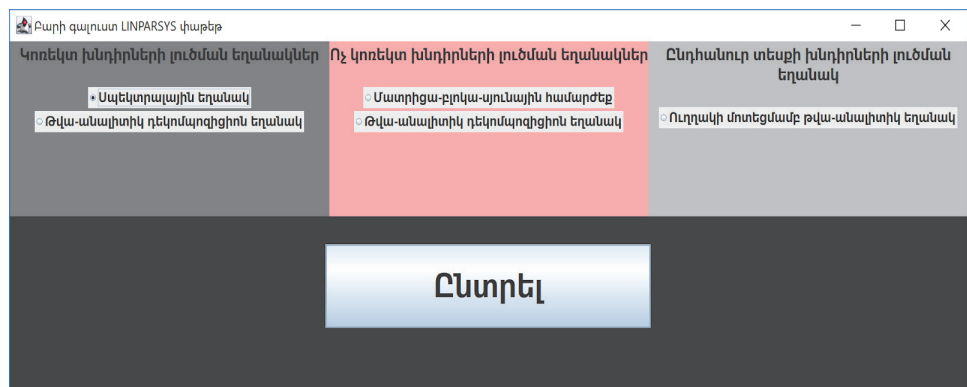 Բարի գալուստ LINPARSYS փաթեթ
Կոռեկտ խնդիրների լուծման եղանակներ
Սպեկտրալային եղանակ
Թվա-անալիտիկ դեկոմպոզիցիոն եղանակ
Ոչ կոռեկտ խնդիրների լուծման եղանակներ
Մատրիցա-բլոկա-սյունային համարժեք
Թվա-անալիտիկ դեկոմպոզիցիոն եղանակ
Ընդհանուր տեսքի խնդիրների լուծման
եղանակ
Ուղղակի մոտեցմամբ թվա-անալիտիկ եղանակ
Ընտրել